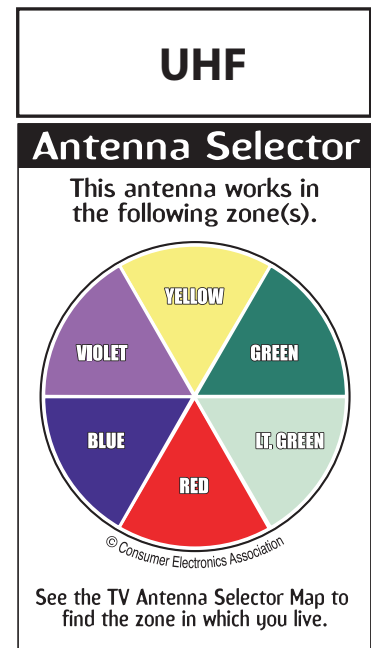 UHF
Antenna Selector
This antenna works in
the following zone(s).
YELLOW
VIOLET
GREEN
BLUE
LT. GREEN
RED
© Consumer Electronics Association
See the TV Antenna Selector Map to
find the zone in which you live.